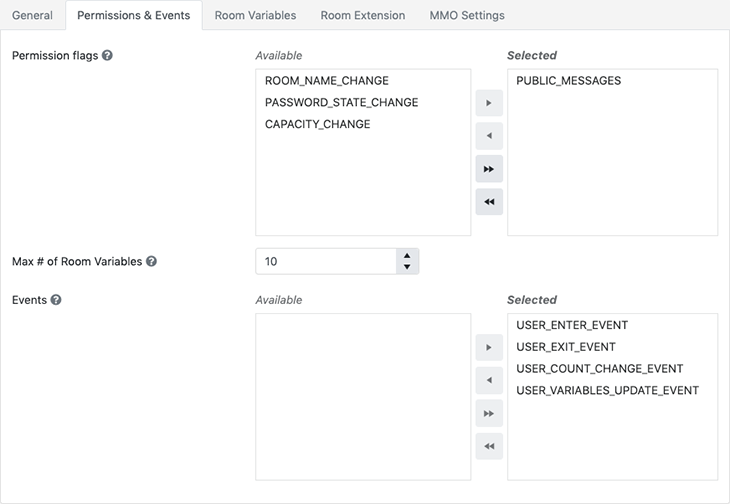 General Permissions & Events Room Variables Room Extension MMO Settings
Permission flags Available Selected
ROOM_NAME_CHANGE PUBLIC_MESSAGES
PASSWORD_STATE_CHANGE
CAPACITY_CHANGE
Max # of Room Variables 10
Events Available Selected
USER_ENTER_EVENT
USER_EXIT_EVENT
USER_COUNT_CHANGE_EVENT
USER_VARIABLES_UPDATE_EVENT